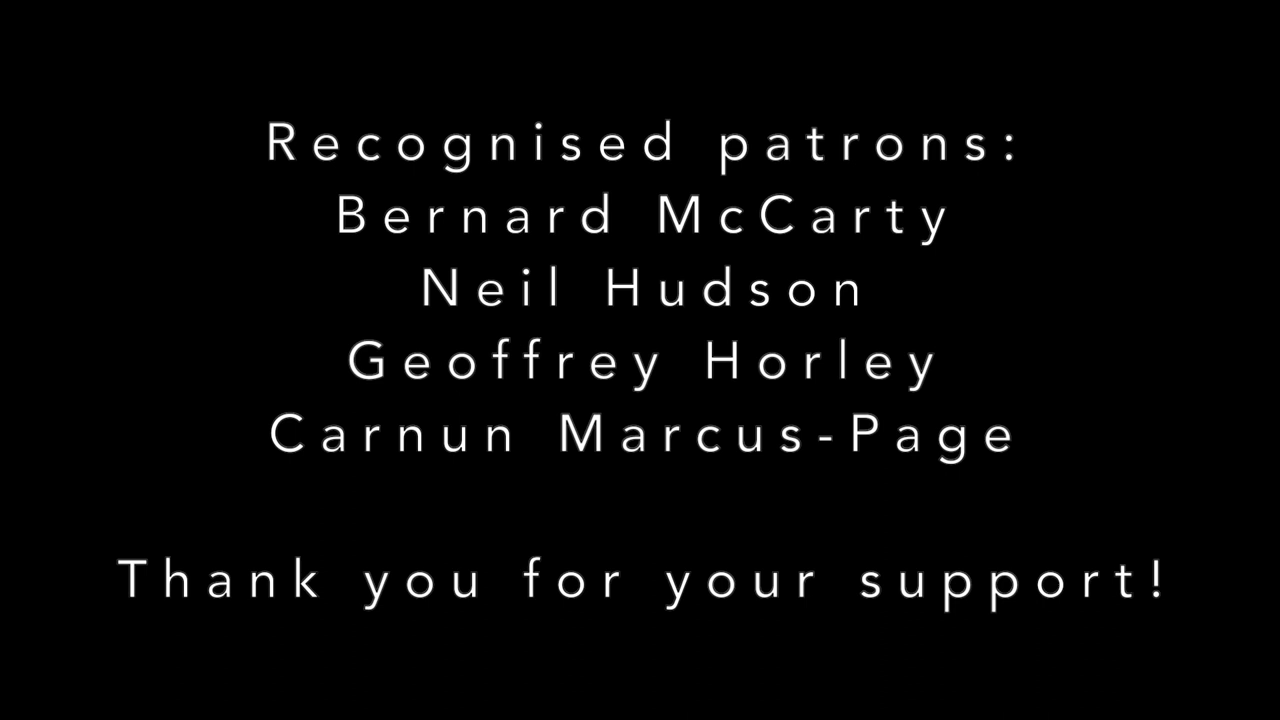 Recognised patrons:
Bernard McCarty
Neil Hudson
Geoffrey Horley
Carnun Marcus-Page
Thank you for your support!